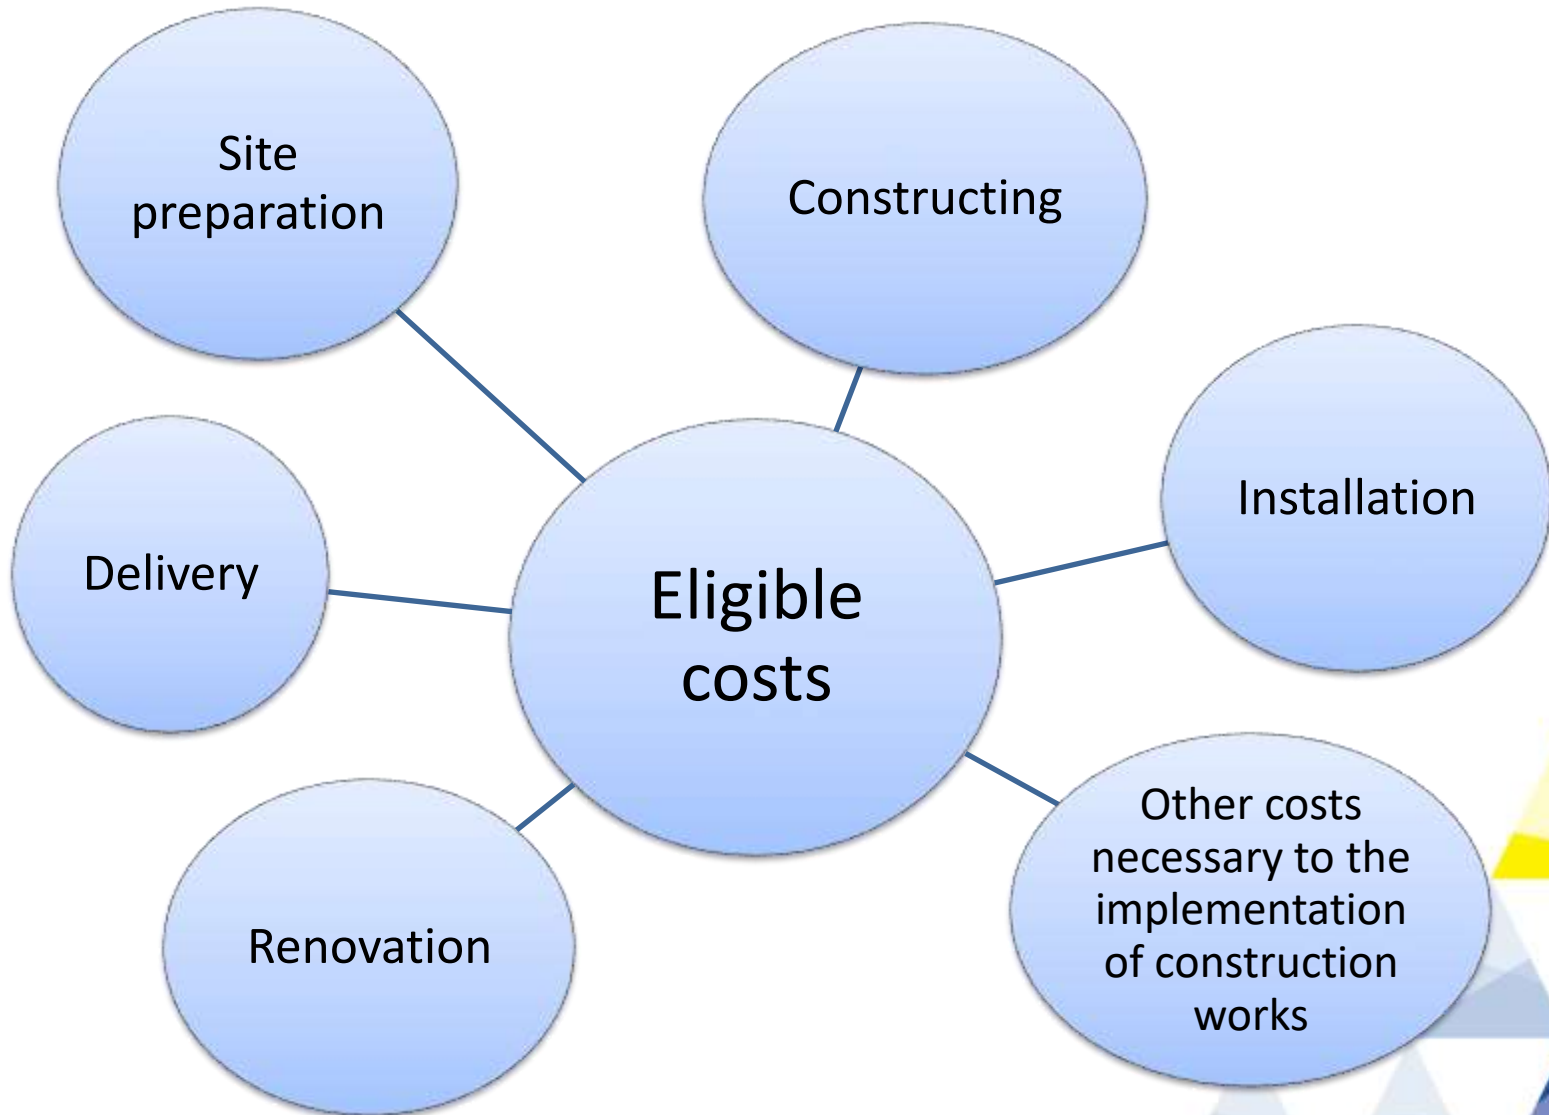 Site
preparation
Constructing
Installation
Delivery
Eligible
costs
Renovation
Other costs
necessary to the
implementation
of construction
works